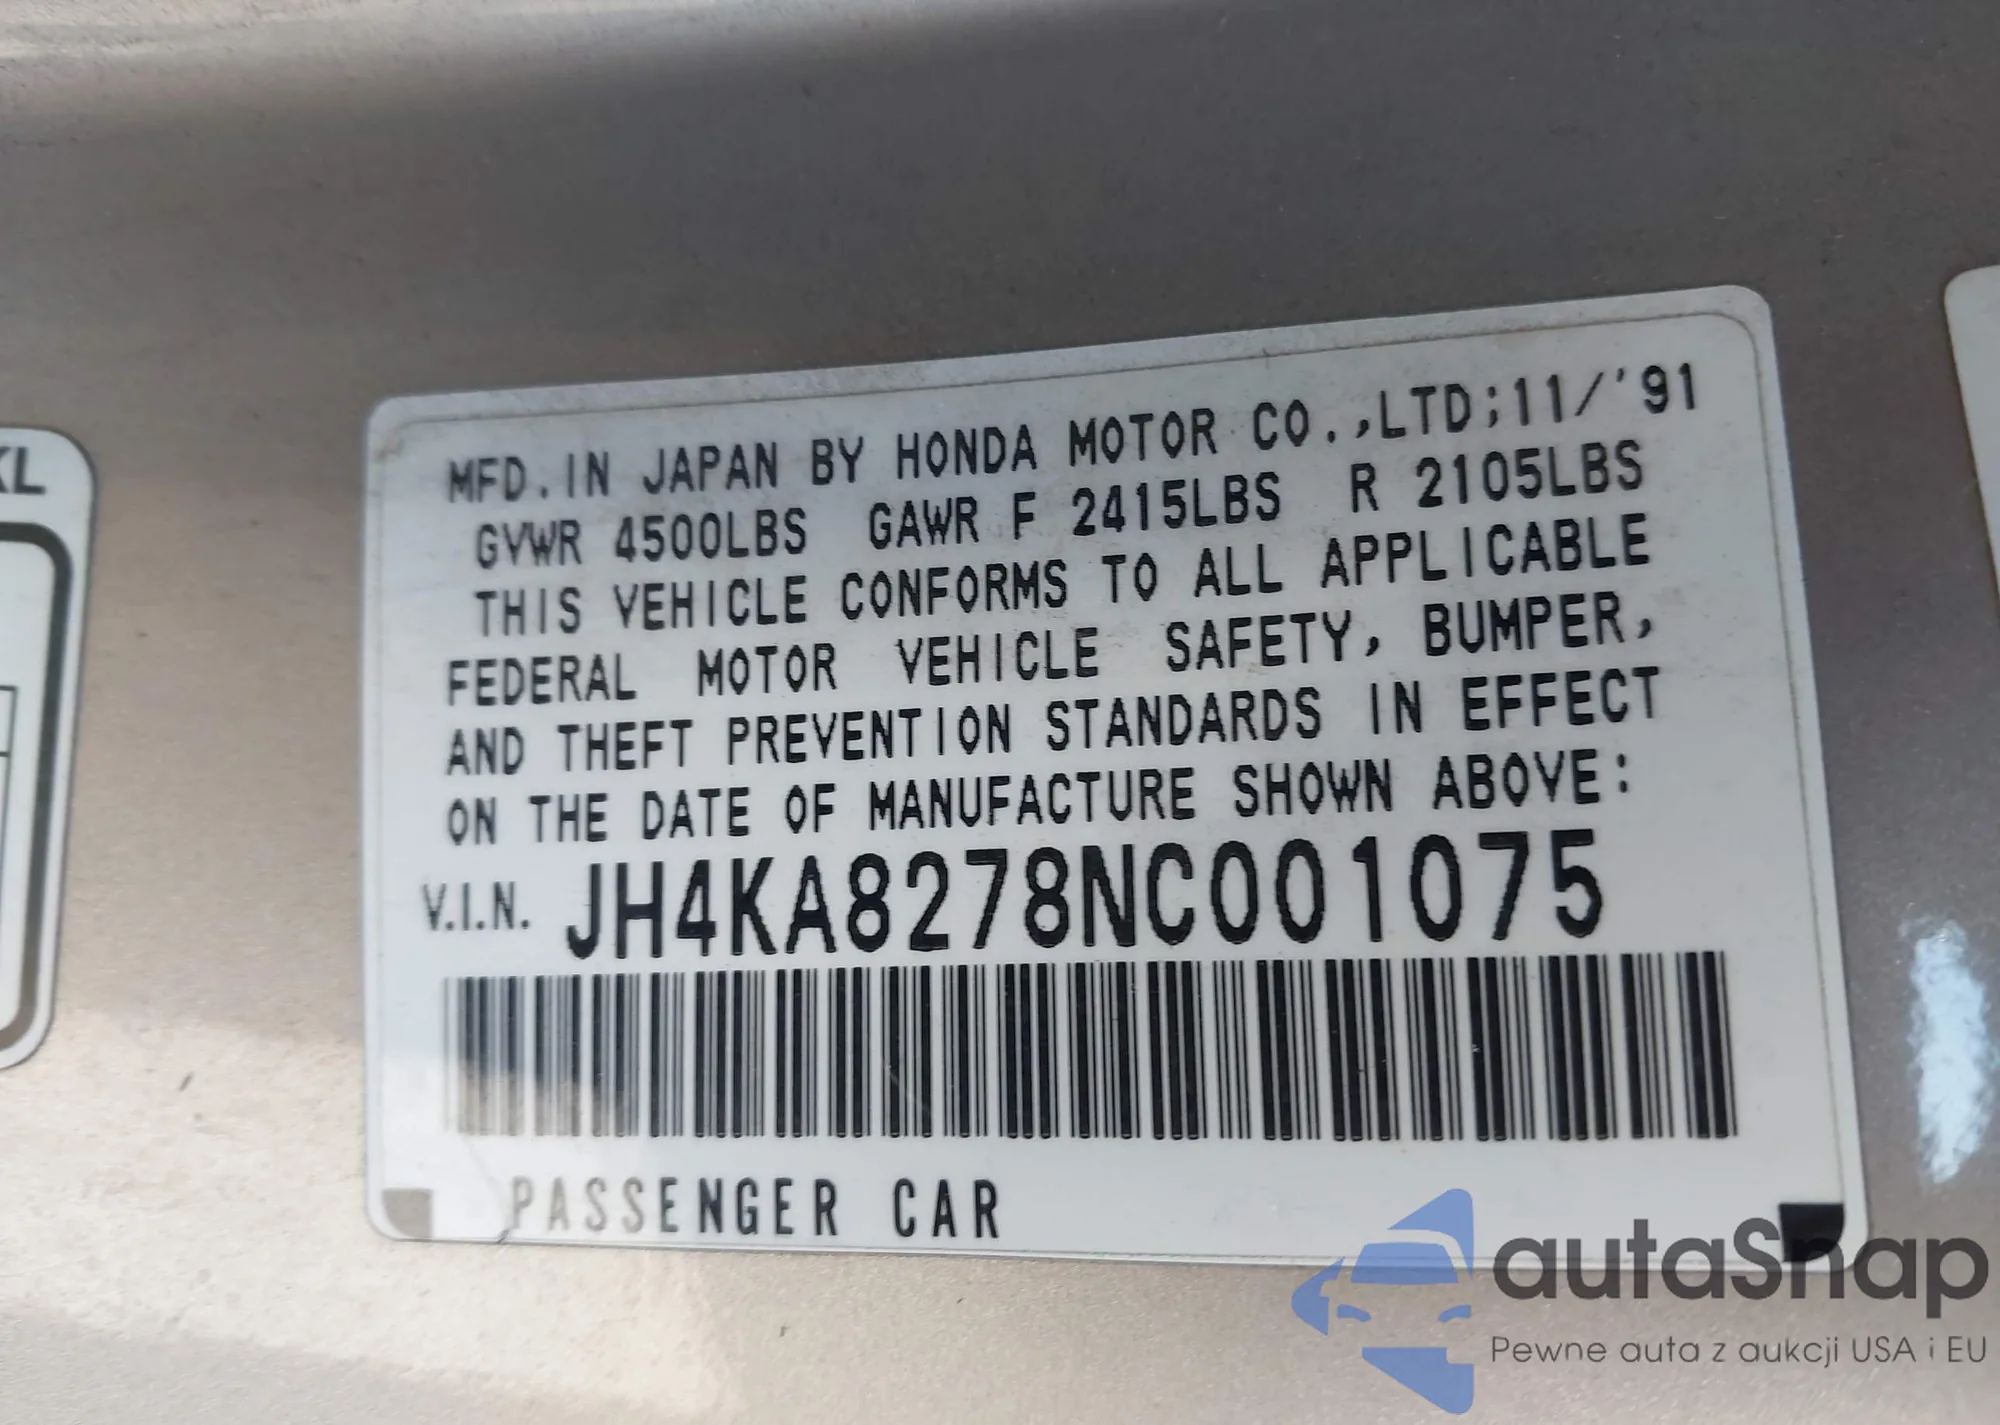 KL
MFD.IN JAPAN BY HONDA MOTOR CO.,LTD;11/'91
GVWR 4500LBS GAWR F 2415LBS R 2105LBS
THIS VEHICLE CONFORMS TO ALL APPLICABLE
FEDERAL MOTOR VEHICLE SAFETY, BUMPER,
AND THEFT PREVENTION STANDARDS IN EFFECT
ON THE DATE OF MANUFACTURE SHOWN ABOVE:
V.I.N. JH4KA8278NC001075
PASSENGER CAR
autaSnap
Pewne auta z aukcji USA i EU